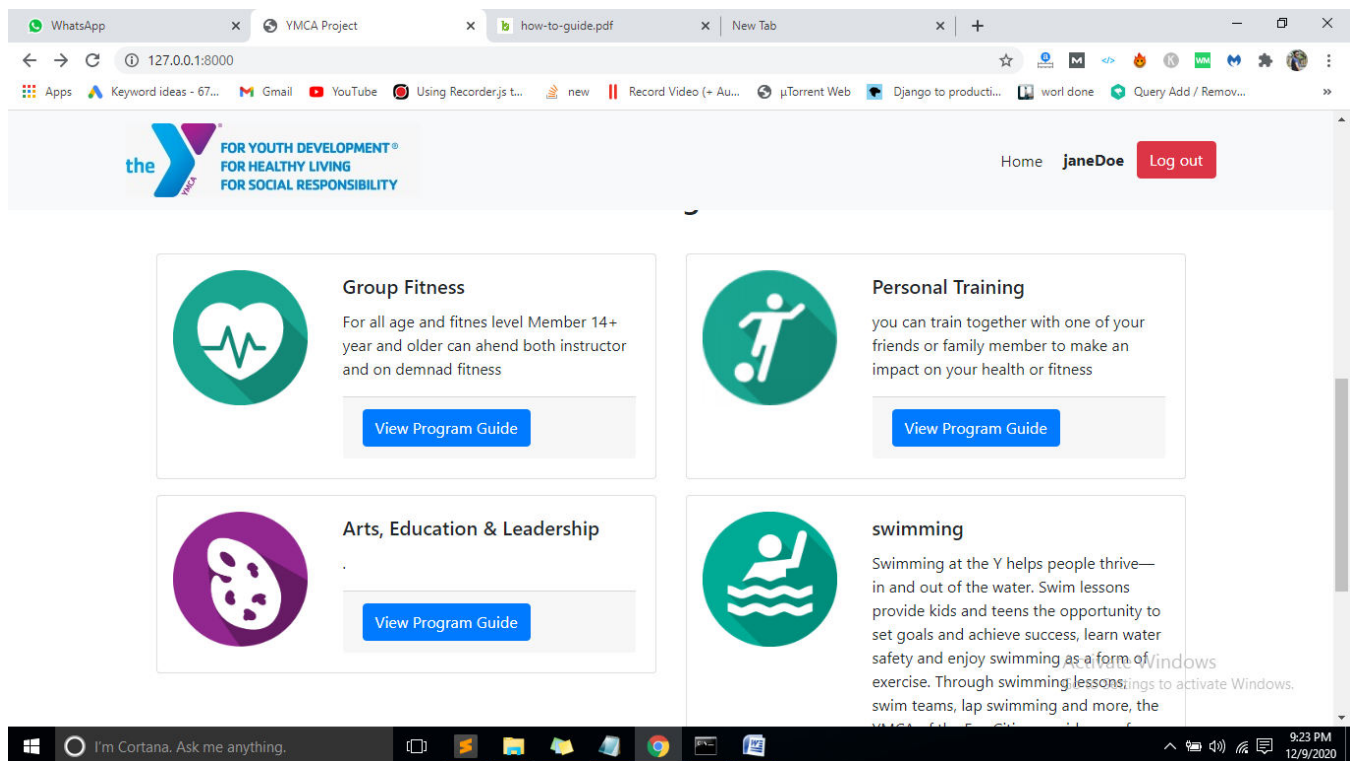 WhatsApp
YMCA Project
how-to-guide.pdf
New Tab
127.0.0.1:8000
Apps
Keyword ideas - 67...
Gmail
YouTube
Using Recorder.js t...
new
Record Video (+ Au...
µTorrent Web
Django to producti...
worl done
Query Add / Remov...
the
YMCA
FOR YOUTH DEVELOPMENT®
FOR HEALTHY LIVING
FOR SOCIAL RESPONSIBILITY
Home
janeDoe
Log out
Group Fitness
For all age and fitnes level Member 14+
year and older can ahend both instructor
and on demnad fitness
View Program Guide
Personal Training
you can train together with one of your
friends or family member to make an
impact on your health or fitness
View Program Guide
Arts, Education & Leadership
.
View Program Guide
swimming
Swimming at the Y helps people thrive—
in and out of the water. Swim lessons
provide kids and teens the opportunity to
set goals and achieve success, learn water
safety and enjoy swimming as a form of
exercise. Through swimming lessons,
swim teams, lap swimming and more, the
Activate Windows
Go to Settings to activate Windows.
I'm Cortana. Ask me anything.
9:23 PM
12/9/2020